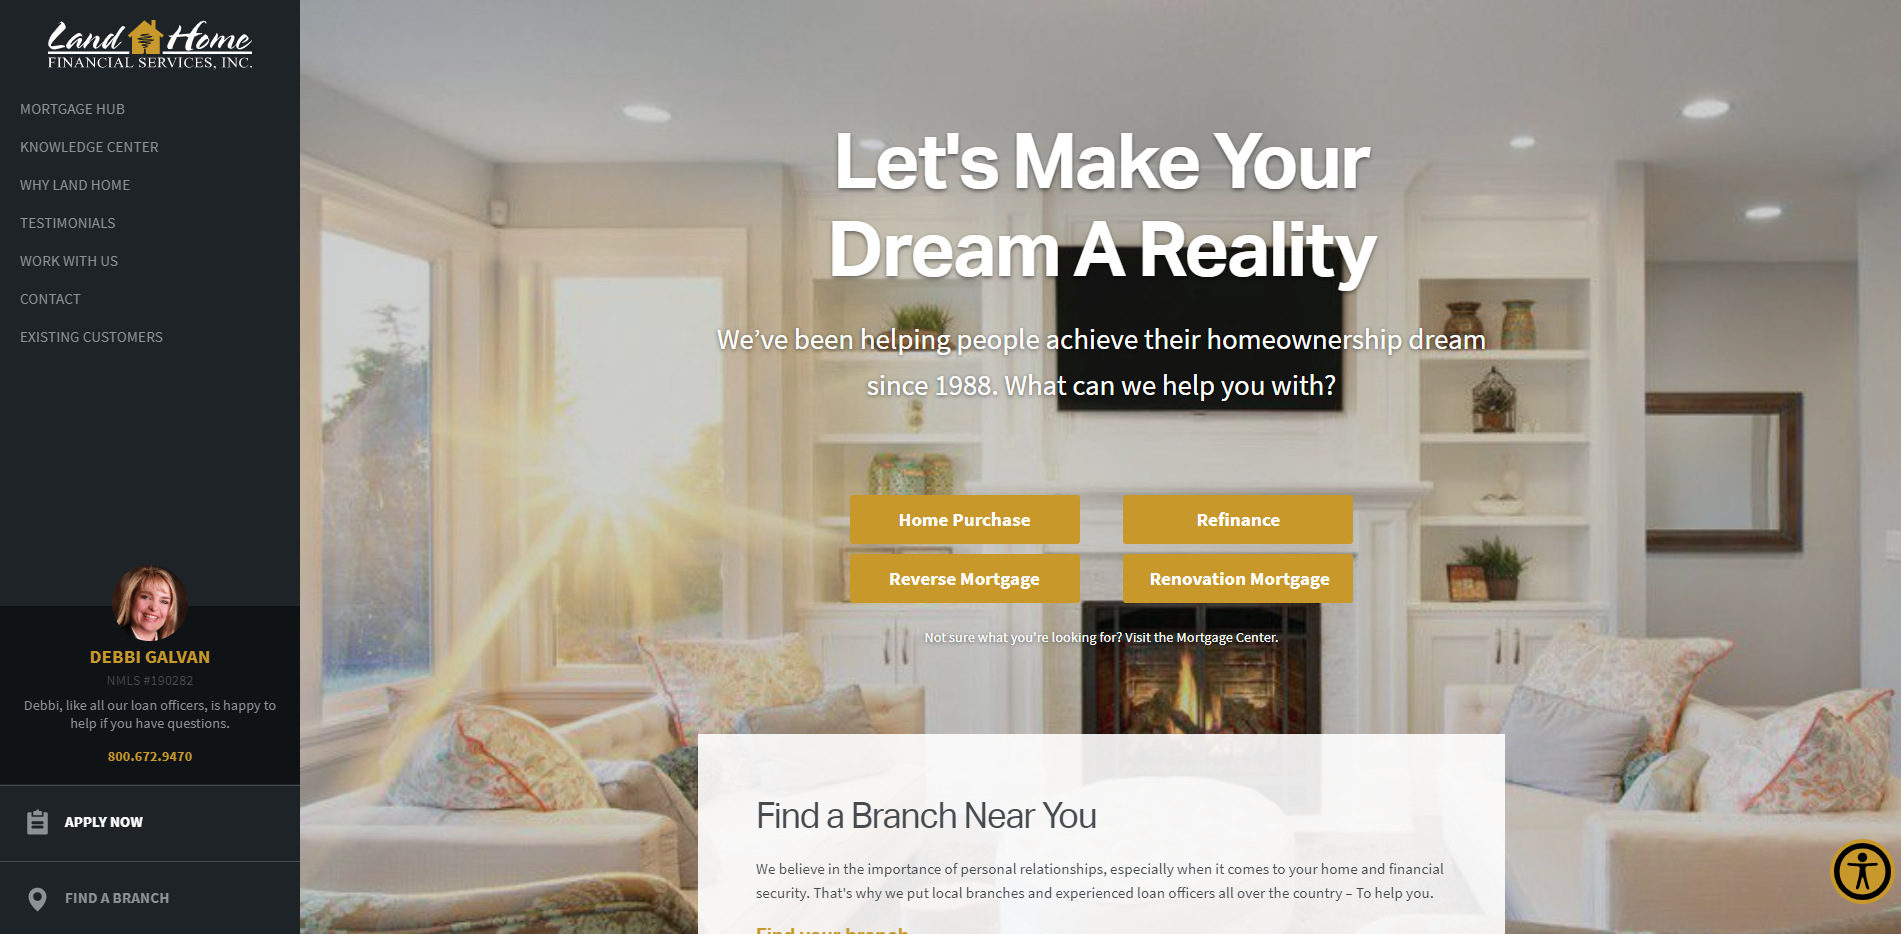 Land Home
FINANCIAL SERVICES, INC.
MORTGAGE HUB
KNOWLEDGE CENTER
WHY LAND HOME
TESTIMONIALS
WORK WITH US
CONTACT
EXISTING CUSTOMERS
DEBBI GALVAN
NMLS #190282
Debbi, like all our loan officers, is happy to
help if you have questions.
800.672.9470
APPLY NOW
FIND A BRANCH
Let's Make Your
Dream A Reality
We’ve been helping people achieve their homeownership dream
since 1988. What can we help you with?
Home Purchase
Refinance
Reverse Mortgage
Renovation Mortgage
Not sure what you're looking for? Visit the Mortgage Center.
Find a Branch Near You
We believe in the importance of personal relationships, especially when it comes to your home and financial
security. That's why we put local branches and experienced loan officers all over the country – To help you.
Find your branch